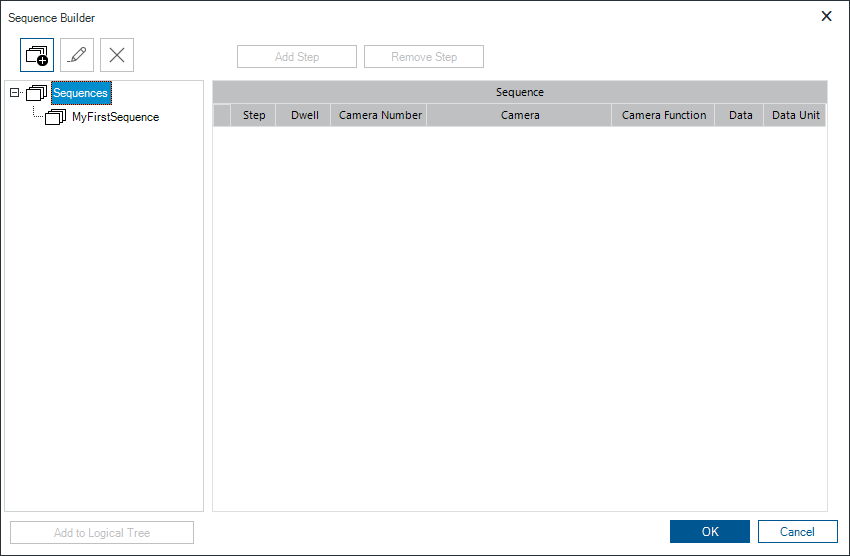 Sequence Builder
Add Step Remove Step
Sequences
MyFirstSequence
Sequence
Step Dwell Camera Number Camera Camera Function Data Data Unit
Add to Logical Tree
OK Cancel